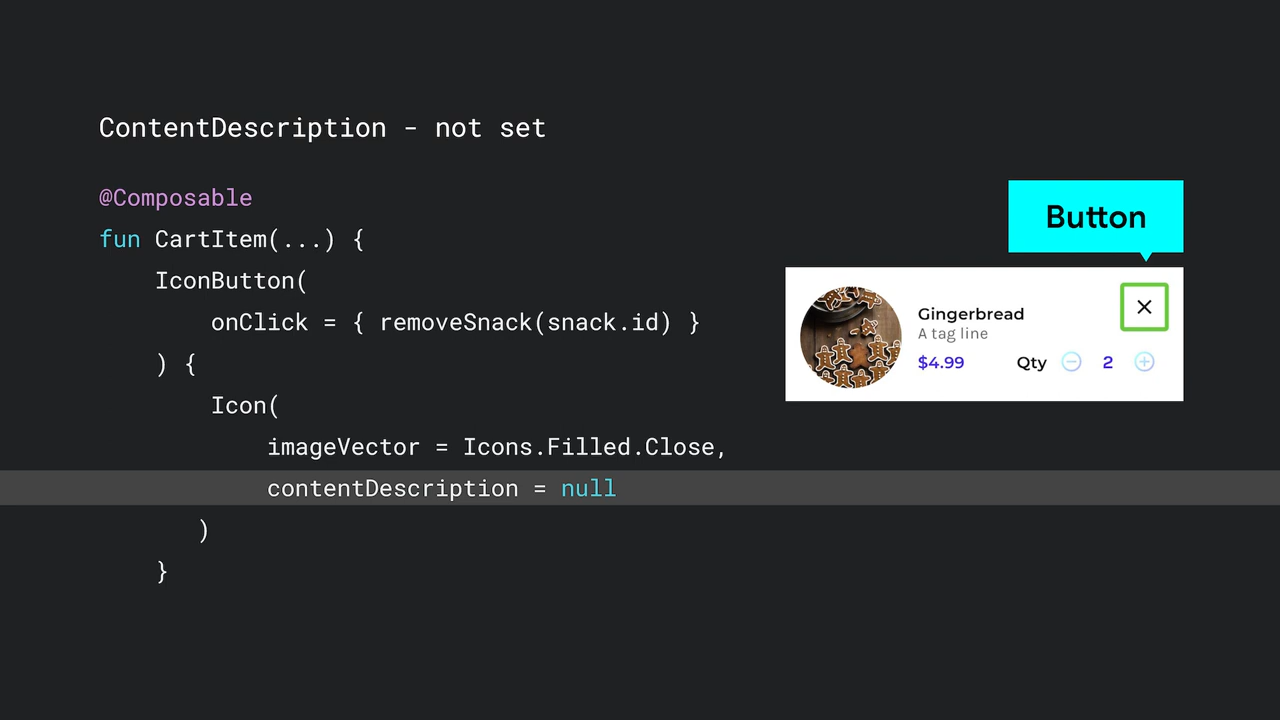 ContentDescription - not set
@Composable
fun CartItem(...) {
    IconButton(
        onClick = { removeSnack(snack.id) }
    ) {
        Icon(
            imageVector = Icons.Filled.Close,
            contentDescription = null
       )
    }
Button
Gingerbread
A tag line
$4.99 Qty 2